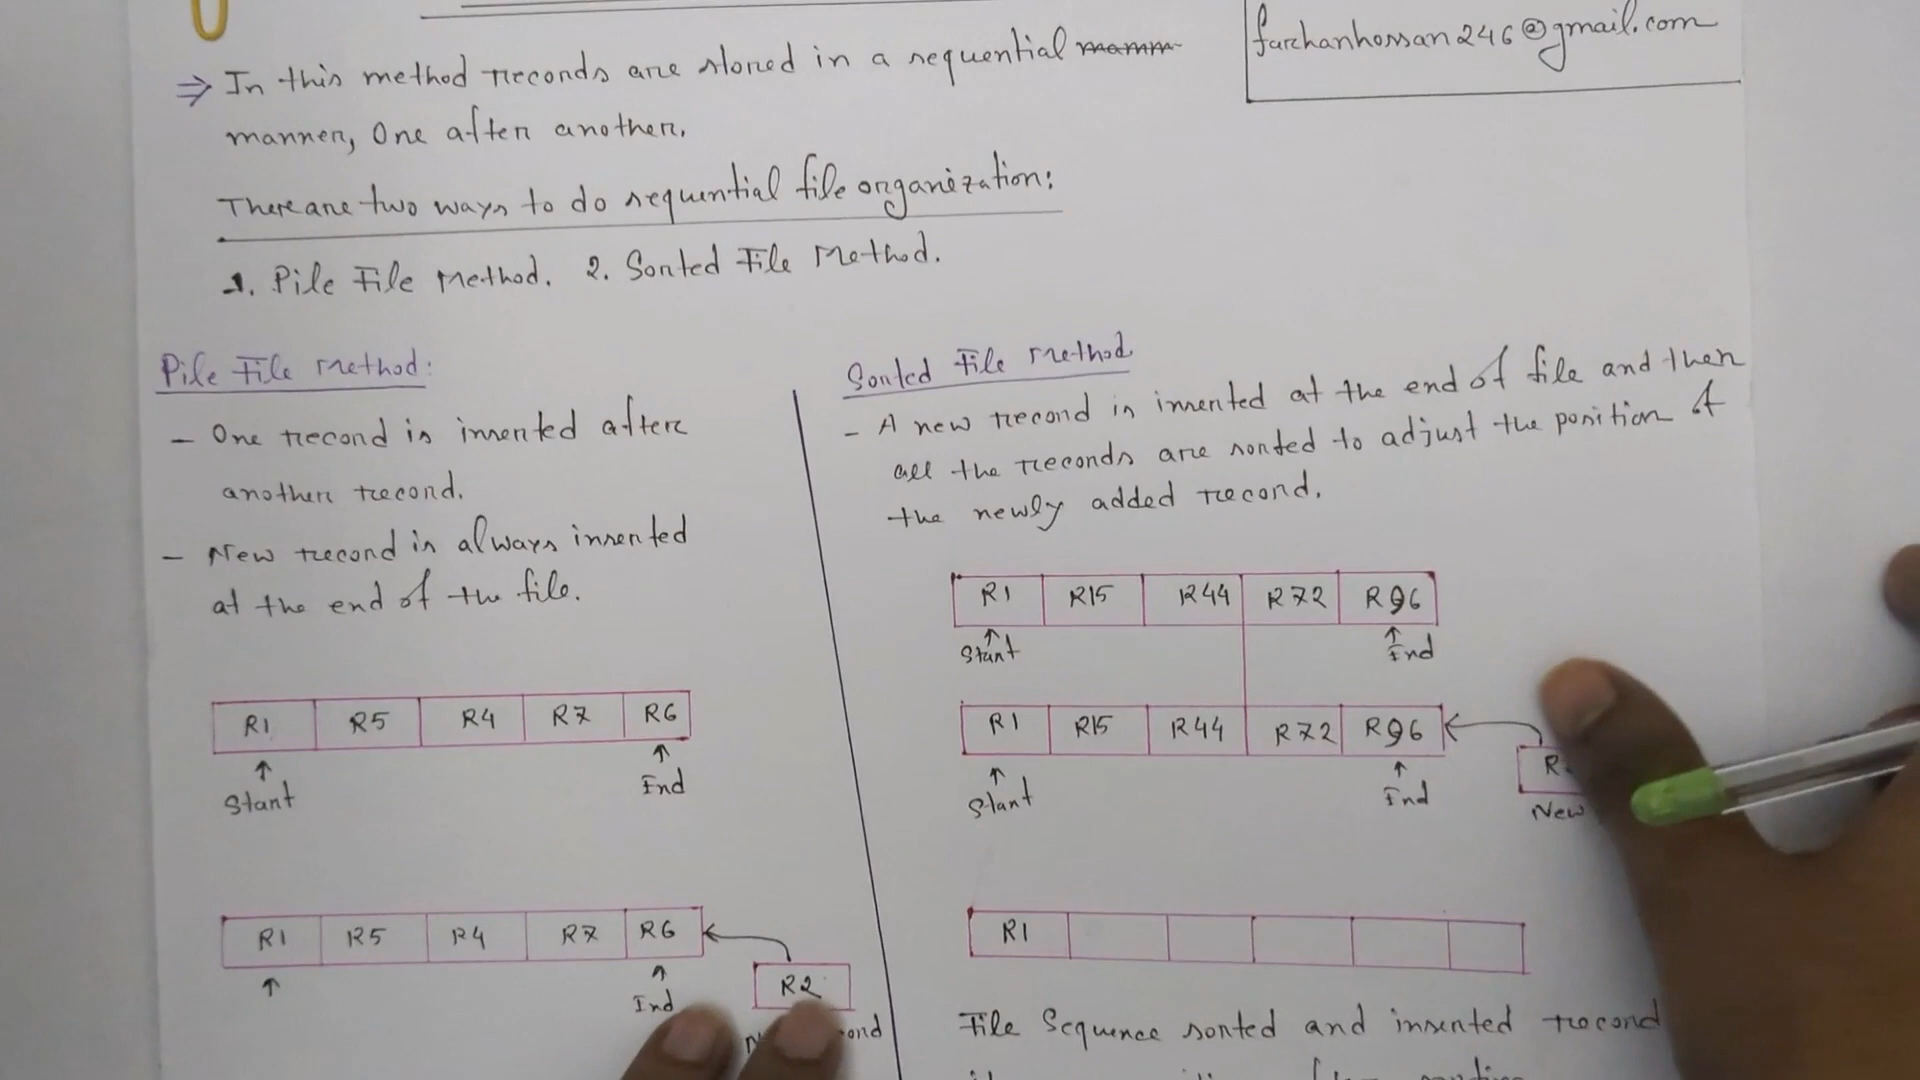 farhanhossan246@gmail.com
⇒ In this method records are stored in a sequential
manner, One after another.
There are two ways to do sequential file organization:
1. Pile File Method. 2. Sorted File Method.
Pile File Method:
- One record is inserted after
another record.
- New record is always inserted
at the end of the file.
R1 R5 R4 R7 R6
↑ ↑
Start End
R1 R5 R4 R7 R6
↑ ↑
End R2
ond
Sorted File Method
- A new record is inserted at the end of file and then
all the records are sorted to adjust the position of
the newly added record.
R1 R15 R44 R72 R96
↑ ↑
Start End
R1 R15 R44 R72 R96
↑ ↑ R
Start End New
R1
File Sequence sorted and inserted record